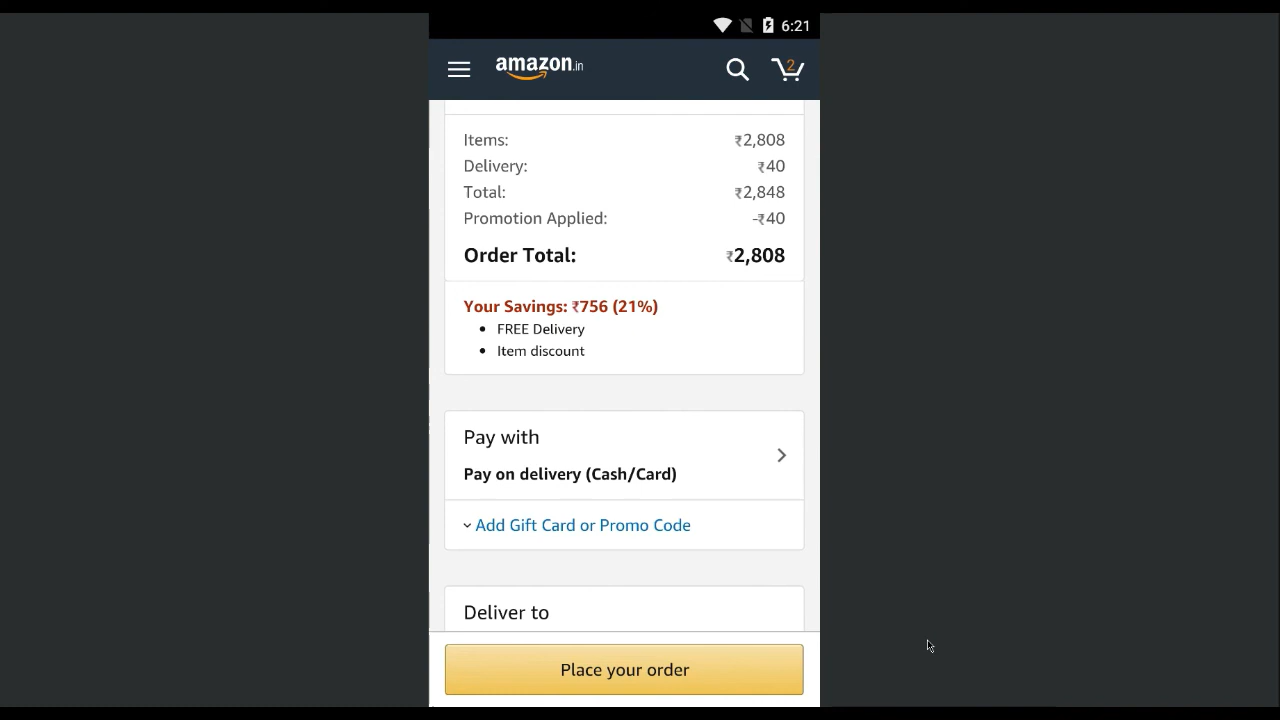 6:21
amazon.in
2
Items: ₹2,808
Delivery: ₹40
Total: ₹2,848
Promotion Applied: -₹40
Order Total: ₹2,808
Your Savings: ₹756 (21%)
• FREE Delivery
• Item discount
Pay with
Pay on delivery (Cash/Card)
Add Gift Card or Promo Code
Deliver to
Place your order